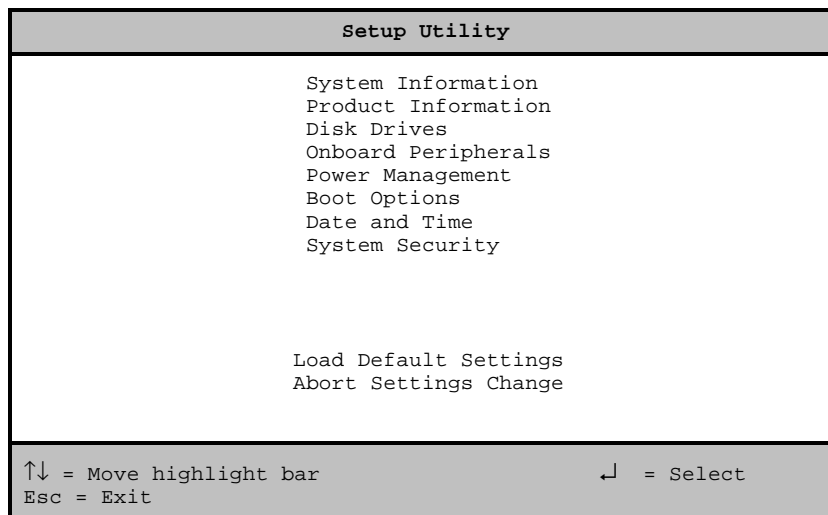 Setup Utility
System Information
Product Information
Disk Drives
Onboard Peripherals
Power Management
Boot Options
Date and Time
System Security
Load Default Settings
Abort Settings Change
↑↓ = Move highlight bar ↵ = Select
Esc = Exit